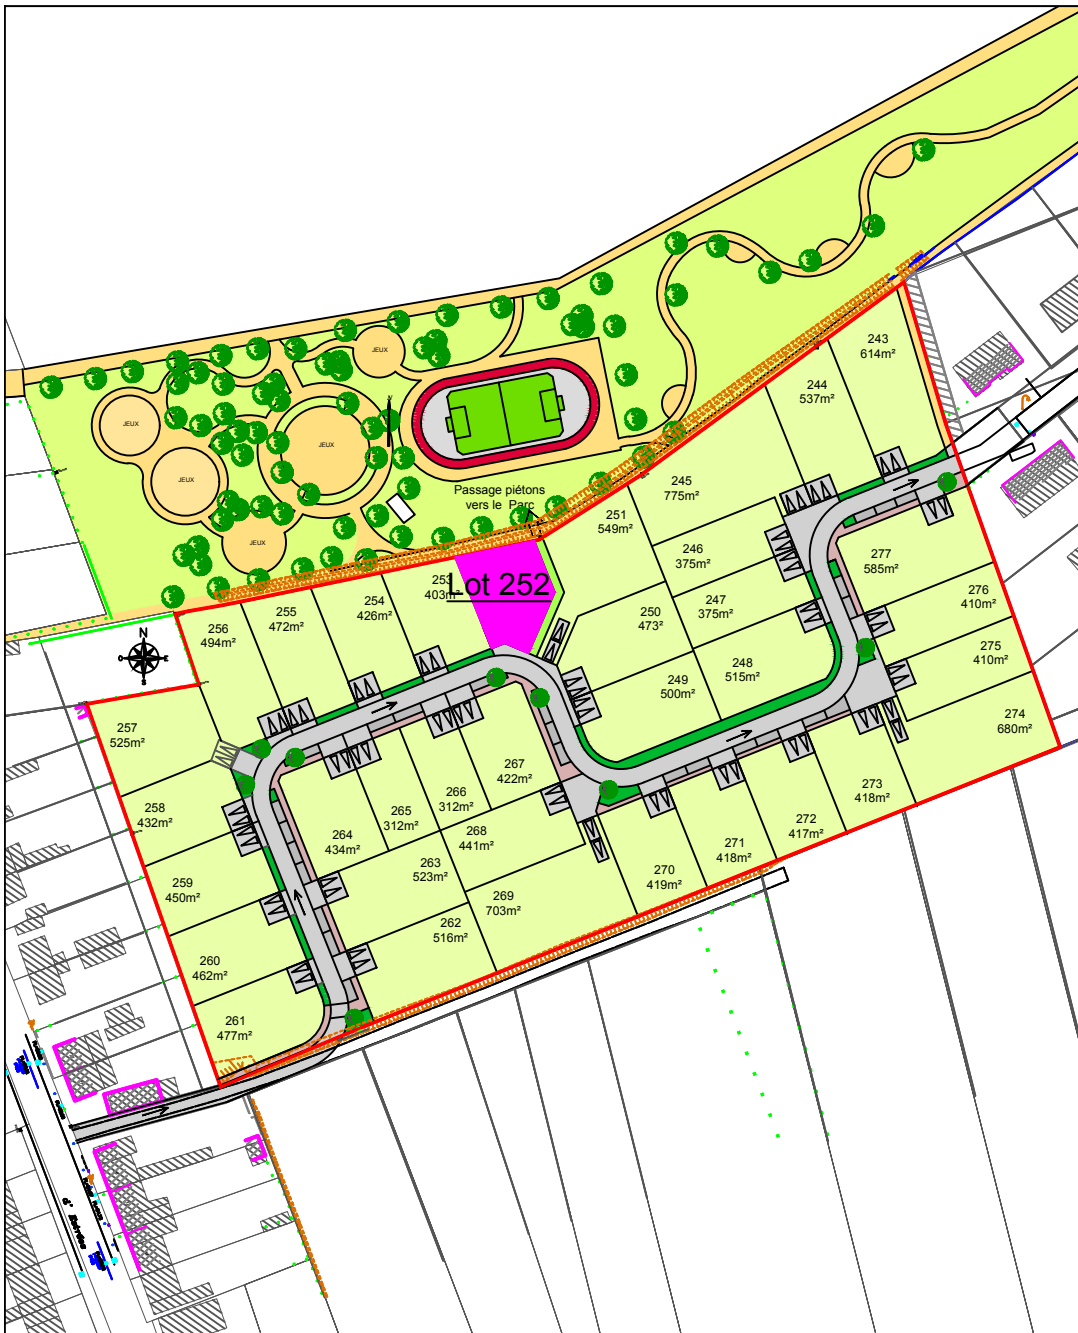 JEUX
JEUX
JEUX
JEUX
JEUX
Passage piétons
vers le Parc
243
614m²
244
537m²
245
775m²
251
549m²
246
375m²
277
585m²
276
410m²
247
375m²
250
473²
275
410m²
248
515m²
249
500m²
274
680m²
Lot 252
253
403m²
254
426m²
255
472m²
256
494m²
N
E
S
O
257
525m²
258
432m²
259
450m²
260
462m²
261
477m²
267
422m²
266
312m²
265
312m²
264
434m²
268
441m²
263
523m²
269
703m²
262
516m²
273
418m²
272
417m²
271
418m²
270
419m²